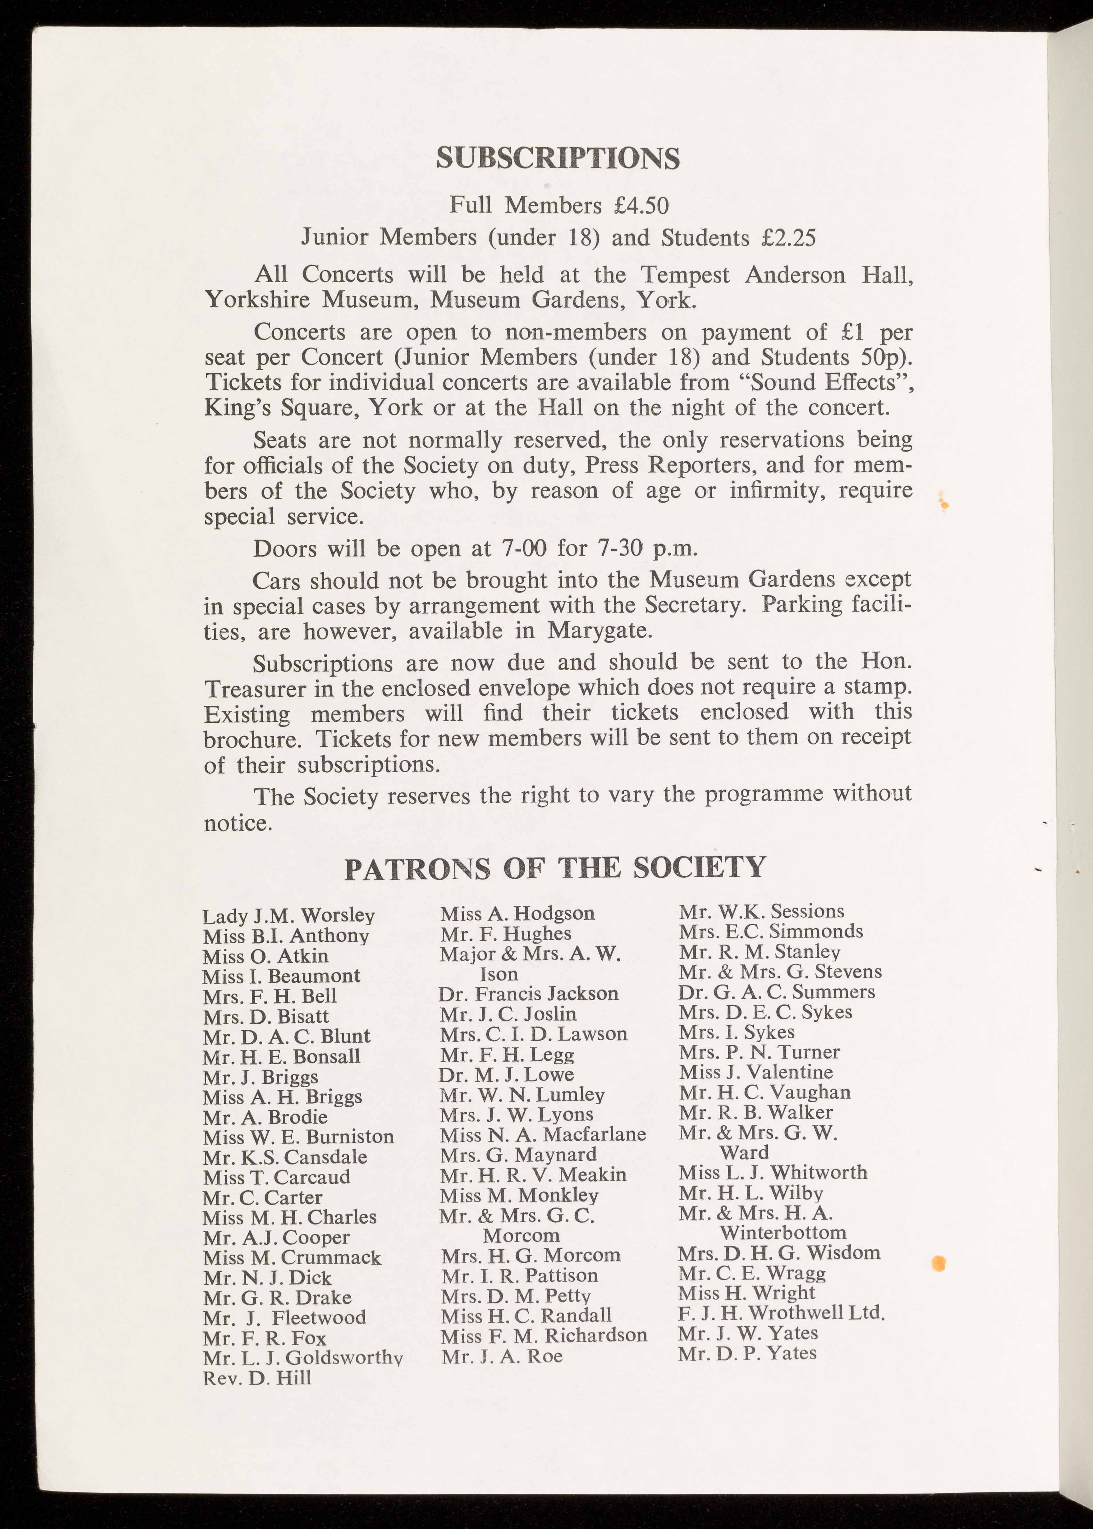 SUBSCRIPTIONS
Full Members £4.50
Junior Members (under 18) and Students £2.25
All Concerts will be held at the Tempest Anderson Hall,
Yorkshire Museum, Museum Gardens, York.
Concerts are open to non-members on payment of £1 per
seat per Concert (Junior Members (under 18) and Students 50p).
Tickets for individual concerts are available from “Sound Effects”,
King’s Square, York or at the Hall on the night of the concert.
Seats are not normally reserved, the only reservations being
for officials of the Society on duty, Press Reporters, and for mem-
bers of the Society who, by reason of age or infirmity, require
special service.
Doors will be open at 7-00 for 7-30 p.m.
Cars should not be brought into the Museum Gardens except
in special cases by arrangement with the Secretary. Parking facili-
ties, are however, available in Marygate.
Subscriptions are now due and should be sent to the Hon.
Treasurer in the enclosed envelope which does not require a stamp.
Existing members will find their tickets enclosed with this
brochure. Tickets for new members will be sent to them on receipt
of their subscriptions.
The Society reserves the right to vary the programme without
notice.
PATRONS OF THE SOCIETY
Lady J.M. Worsley
Miss B.I. Anthony
Miss O. Atkin
Miss I. Beaumont
Mrs. F. H. Bell
Mrs. D. Bisatt
Mr. D. A. C. Blunt
Mr. H. E. Bonsall
Mr. J. Briggs
Miss A. H. Briggs
Mr. A. Brodie
Miss W. E. Burniston
Mr. K.S. Cansdale
Miss T. Carcaud
Mr. C. Carter
Miss M. H. Charles
Mr. A.J. Cooper
Miss M. Crummack
Mr. N. J. Dick
Mr. G. R. Drake
Mr. J. Fleetwood
Mr. F. R. Fox
Mr. L. J. Goldsworthy
Rev. D. Hill
Miss A. Hodgson
Mr. F. Hughes
Major & Mrs. A. W.
Ison
Dr. Francis Jackson
Mr. J. C. Joslin
Mrs. C. I. D. Lawson
Mr. F. H. Legg
Dr. M. J. Lowe
Mr. W. N. Lumley
Mrs. J. W. Lyons
Miss N. A. Macfarlane
Mrs. G. Maynard
Mr. H. R. V. Meakin
Miss M. Monkley
Mr. & Mrs. G. C.
Morcom
Mrs. H. G. Morcom
Mr. I. R. Pattison
Mrs. D. M. Petty
Miss H. C. Randall
Miss F. M. Richardson
Mr. J. A. Roe
Mr. W.K. Sessions
Mrs. E.C. Simmonds
Mr. R. M. Stanley
Mr. & Mrs. G. Stevens
Dr. G. A. C. Summers
Mrs. D. E. C. Sykes
Mrs. I. Sykes
Mrs. P. N. Turner
Miss J. Valentine
Mr. H. C. Vaughan
Mr. R. B. Walker
Mr. & Mrs. G. W.
Ward
Miss L. J. Whitworth
Mr. H. L. Wilby
Mr. & Mrs. H. A.
Winterbottom
Mrs. D. H. G. Wisdom
Mr. C. E. Wragg
Miss H. Wright
F. J. H. Wrothwell Ltd.
Mr. J. W. Yates
Mr. D. P. Yates